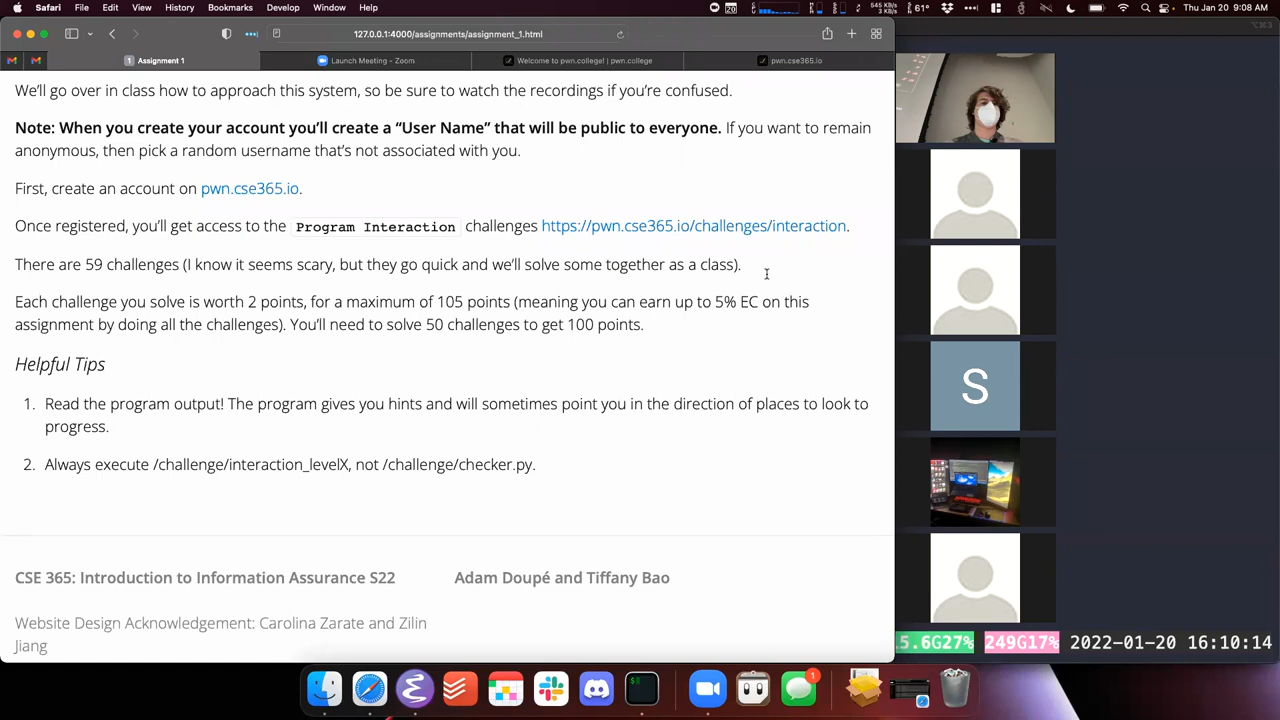 Safari File Edit View History Bookmarks Develop Window Help
20 545 KB/s 3 KB/s 61° Thu Jan 20 9:08 AM
127.0.0.1:4000/assignments/assignment_1.html
1 Assignment 1 Launch Meeting - Zoom Welcome to pwn.college! | pwn.college pwn.cse365.io
We'll go over in class how to approach this system, so be sure to watch the recordings if you're confused.
Note: When you create your account you'll create a “User Name” that will be public to everyone. If you want to remain
anonymous, then pick a random username that's not associated with you.
First, create an account on pwn.cse365.io.
Once registered, you'll get access to the Program Interaction challenges https://pwn.cse365.io/challenges/interaction.
There are 59 challenges (I know it seems scary, but they go quick and we'll solve some together as a class).
Each challenge you solve is worth 2 points, for a maximum of 105 points (meaning you can earn up to 5% EC on this
assignment by doing all the challenges). You'll need to solve 50 challenges to get 100 points.
Helpful Tips
1. Read the program output! The program gives you hints and will sometimes point you in the direction of places to look to
progress.
2. Always execute /challenge/interaction_levelX, not /challenge/checker.py.
S
CSE 365: Introduction to Information Assurance S22 Adam Doupé and Tiffany Bao
Website Design Acknowledgement: Carolina Zarate and Zilin
Jiang
5.6G27% 249G17% 2022-01-20 16:10:14
1